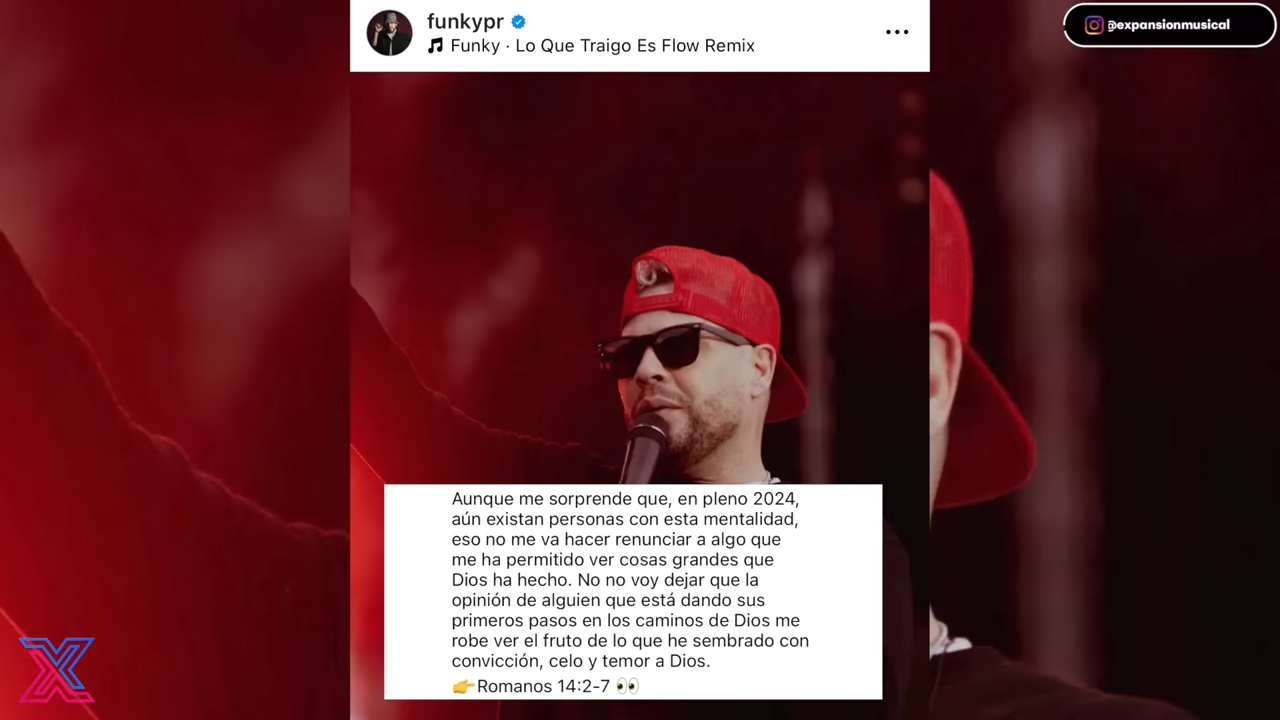 funkypr
Funky · Lo Que Traigo Es Flow Remix
@expansionmusical
Aunque me sorprende que, en pleno 2024,
aún existan personas con esta mentalidad,
eso no me va hacer renunciar a algo que
me ha permitido ver cosas grandes que
Dios ha hecho. No no voy dejar que la
opinión de alguien que está dando sus
primeros pasos en los caminos de Dios me
robe ver el fruto de lo que he sembrado con
convicción, celo y temor a Dios.
👉Romanos 14:2-7 👀